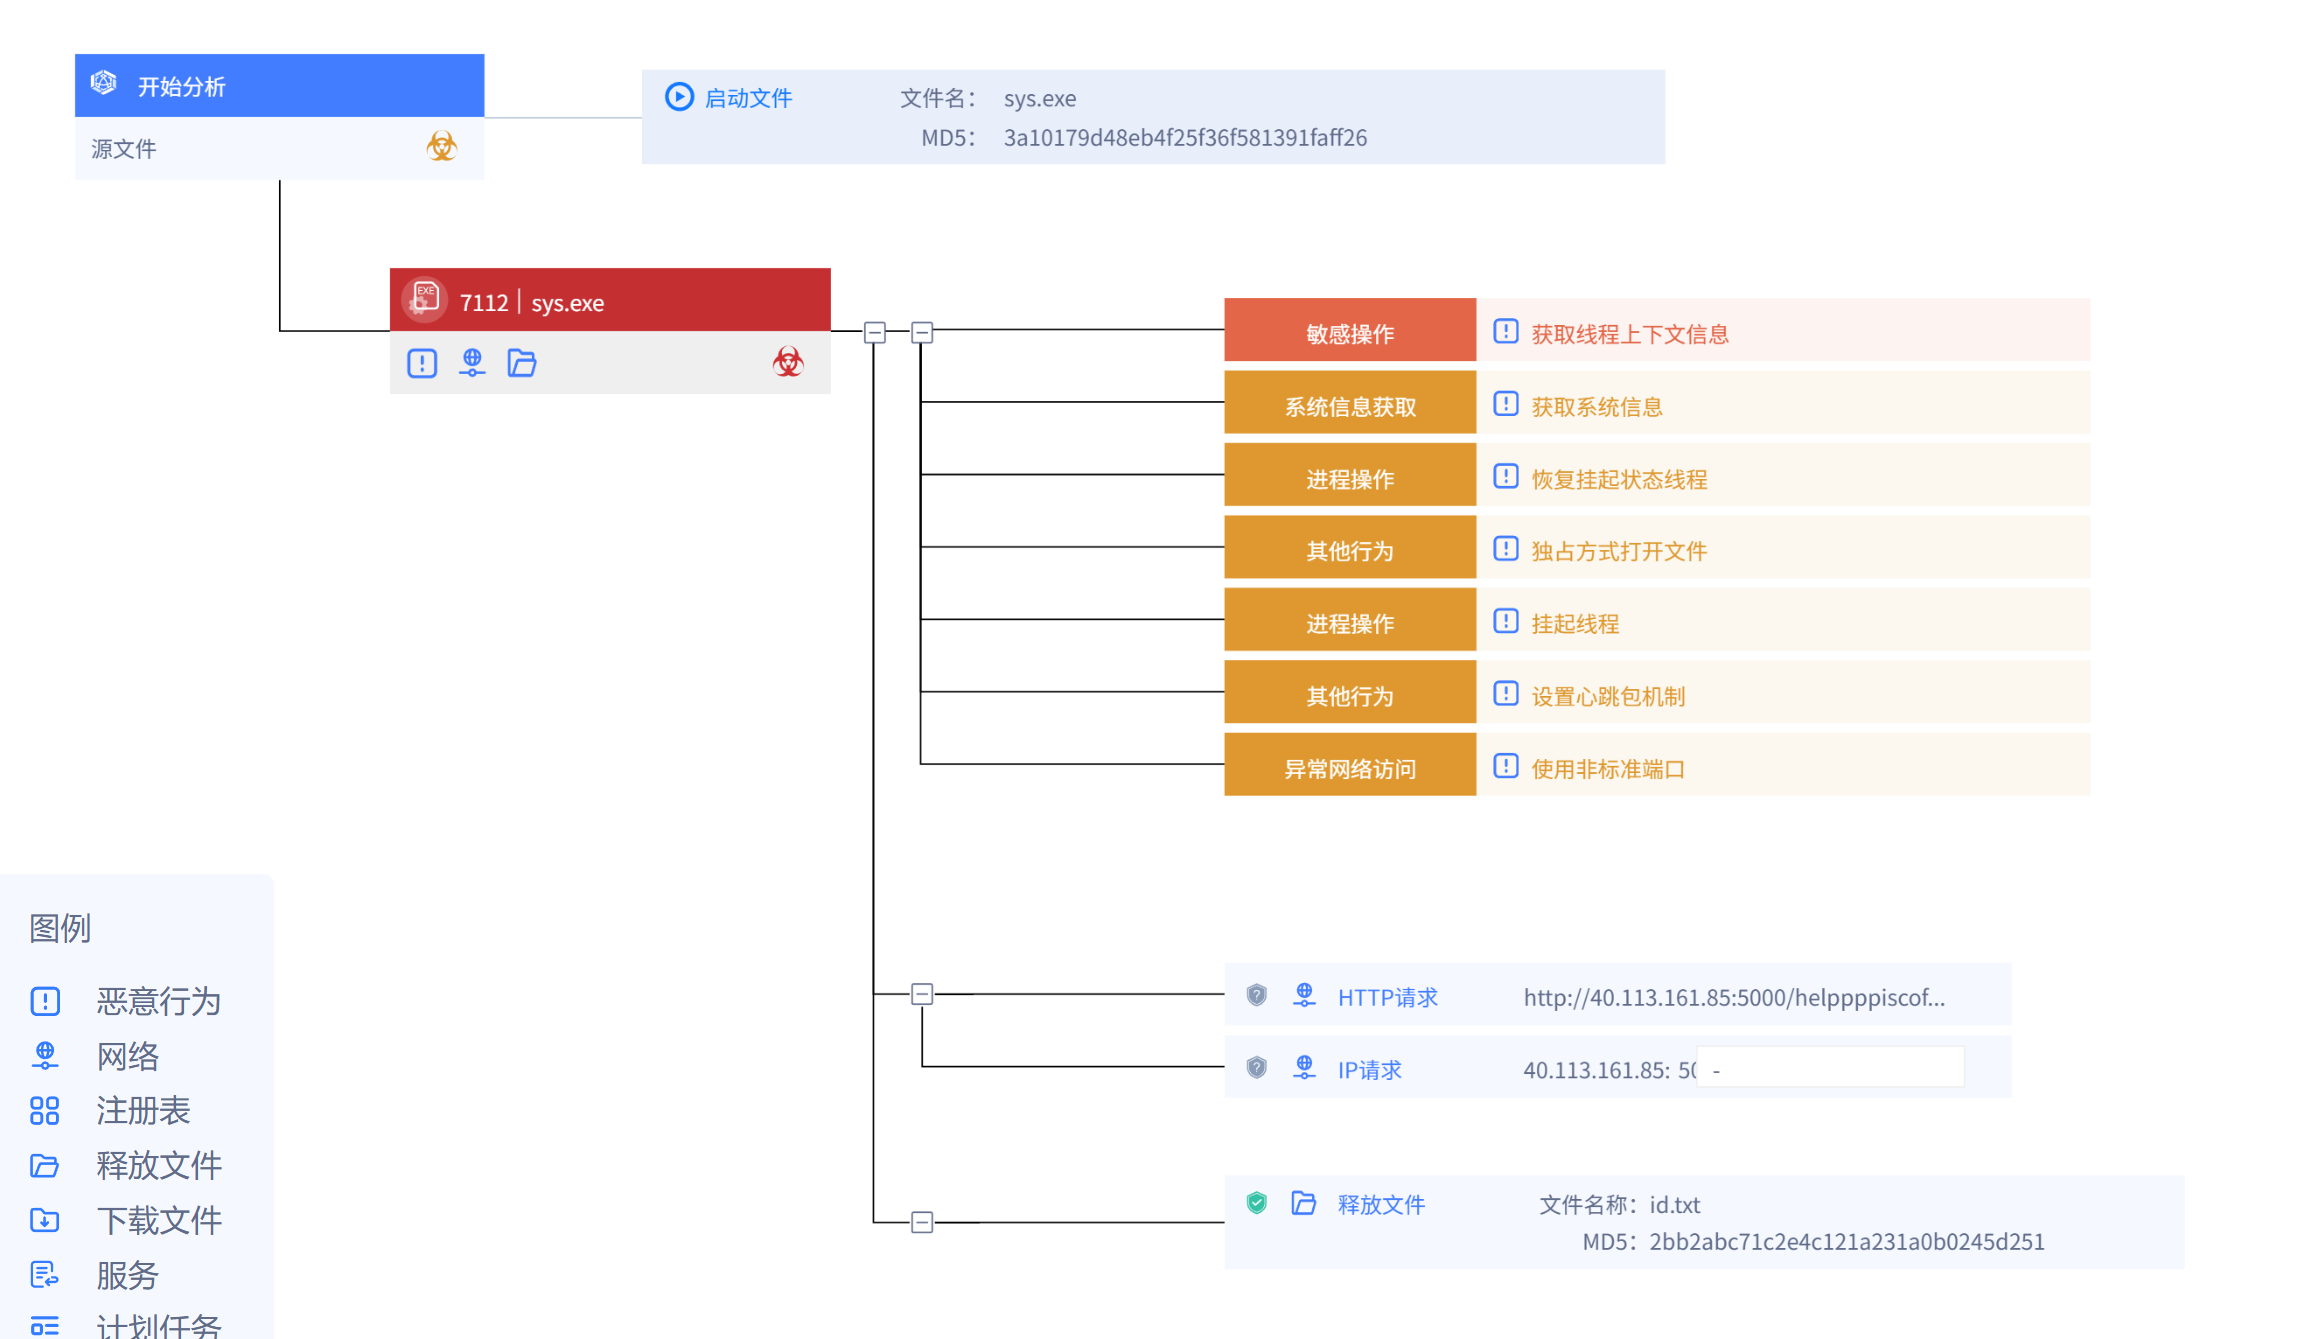 开始分析
源文件
启动文件 文件名： sys.exe
MD5： 3a10179d48eb4f25f36f581391faff26
7112 | sys.exe
敏感操作 获取线程上下文信息
系统信息获取 获取系统信息
进程操作 恢复挂起状态线程
其他行为 独占方式打开文件
进程操作 挂起线程
其他行为 设置心跳包机制
异常网络访问 使用非标准端口
HTTP请求 http://40.113.161.85:5000/helppppiscof...
IP请求 40.113.161.85: 50 -
释放文件 文件名称：id.txt
MD5：2bb2abc71c2e4c121a231a0b0245d251
图例
恶意行为
网络
注册表
释放文件
下载文件
服务
计划任务